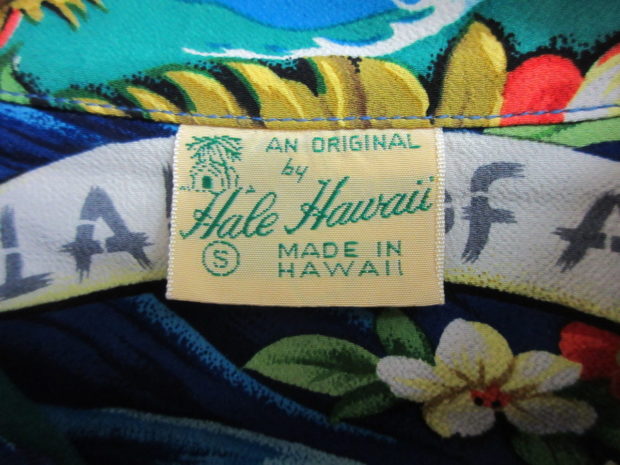 AN ORIGINAL
by
Hale Hawaii
S MADE IN
HAWAII